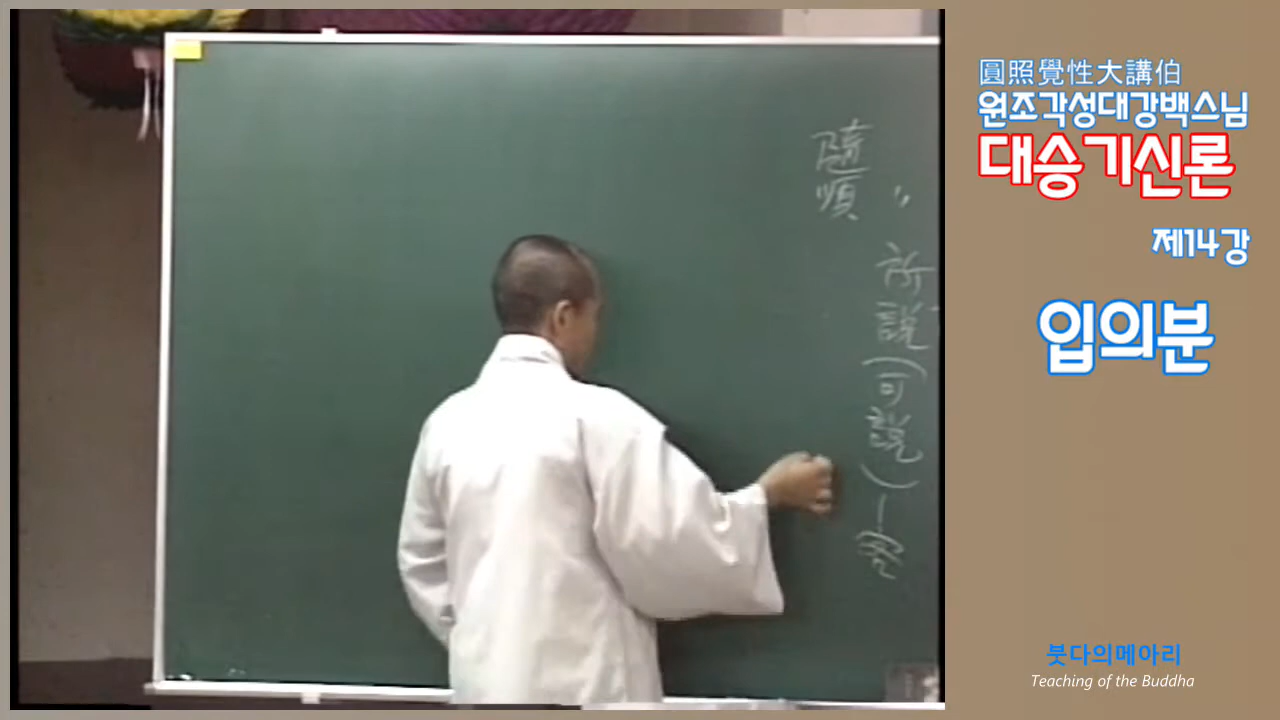 隨順
〃 所說(可說)一
圓照覺性大講伯
원조각성대강백스님
대승기신론
제14강
입의분
붓다의메아리
Teaching of the Buddha